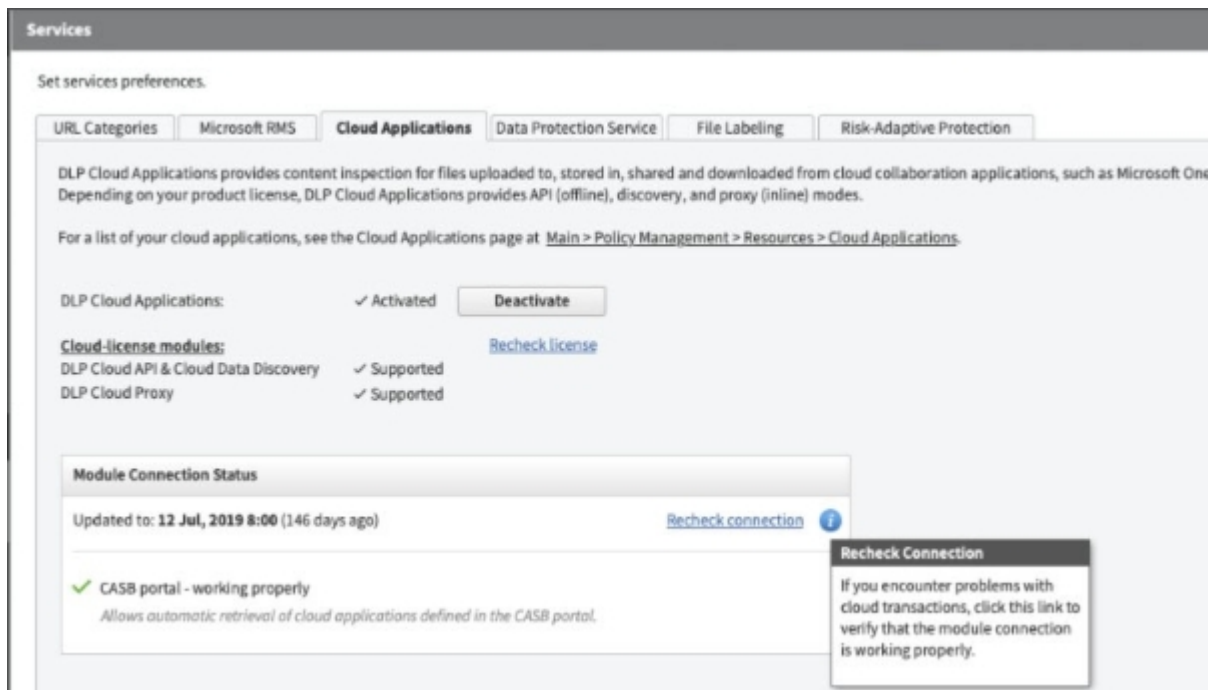 Services
Set services preferences.
URL Categories Microsoft RMS Cloud Applications Data Protection Service File Labeling Risk-Adaptive Protection
DLP Cloud Applications provides content inspection for files uploaded to, stored in, shared and downloaded from cloud collaboration applications, such as Microsoft One
Depending on your product license, DLP Cloud Applications provides API (offline), discovery, and proxy (inline) modes.
For a list of your cloud applications, see the Cloud Applications page at Main > Policy Management > Resources > Cloud Applications.
DLP Cloud Applications: ✓ Activated Deactivate
Cloud-license modules: Recheck license
DLP Cloud API & Cloud Data Discovery ✓ Supported
DLP Cloud Proxy ✓ Supported
Module Connection Status
Updated to: 12 Jul, 2019 8:00 (146 days ago) Recheck connection i
Recheck Connection
If you encounter problems with
cloud transactions, click this link to
verify that the module connection
is working properly.
✓ CASB portal - working properly
Allows automatic retrieval of cloud applications defined in the CASB portal.